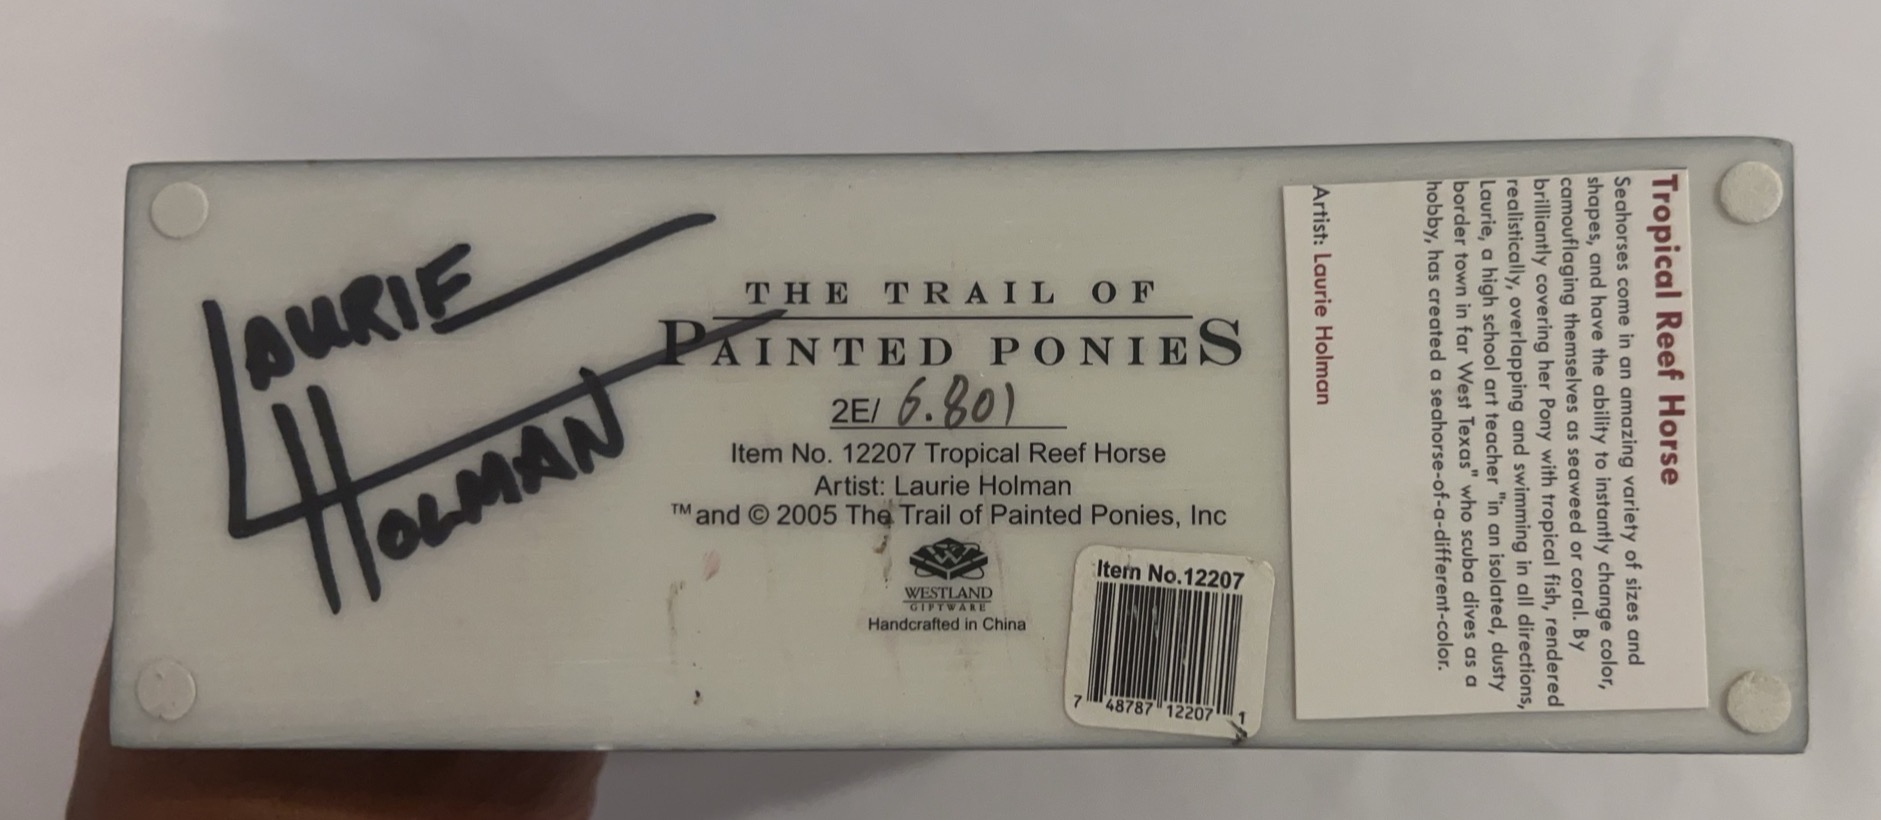 LAURIE
HOLMAN
THE TRAIL OF
PAINTED PONIES
2E/ 6.801
Item No. 12207 Tropical Reef Horse
Artist: Laurie Holman
™ and © 2005 The Trail of Painted Ponies, Inc
WESTLAND
GIFTWARE
Handcrafted in China
Item No.12207
7 48787 12207 1
Tropical Reef Horse
Seahorses come in an amazing variety of sizes and
shapes, and have the ability to instantly change color,
camouflaging themselves as seaweed or coral. By
brilliantly covering her Pony with tropical fish, rendered
realistically, overlapping and swimming in all directions,
Laurie, a high school art teacher "in an isolated, dusty
border town in far West Texas" who scuba dives as a
hobby, has created a seahorse-of-a-different-color.
Artist: Laurie Holman